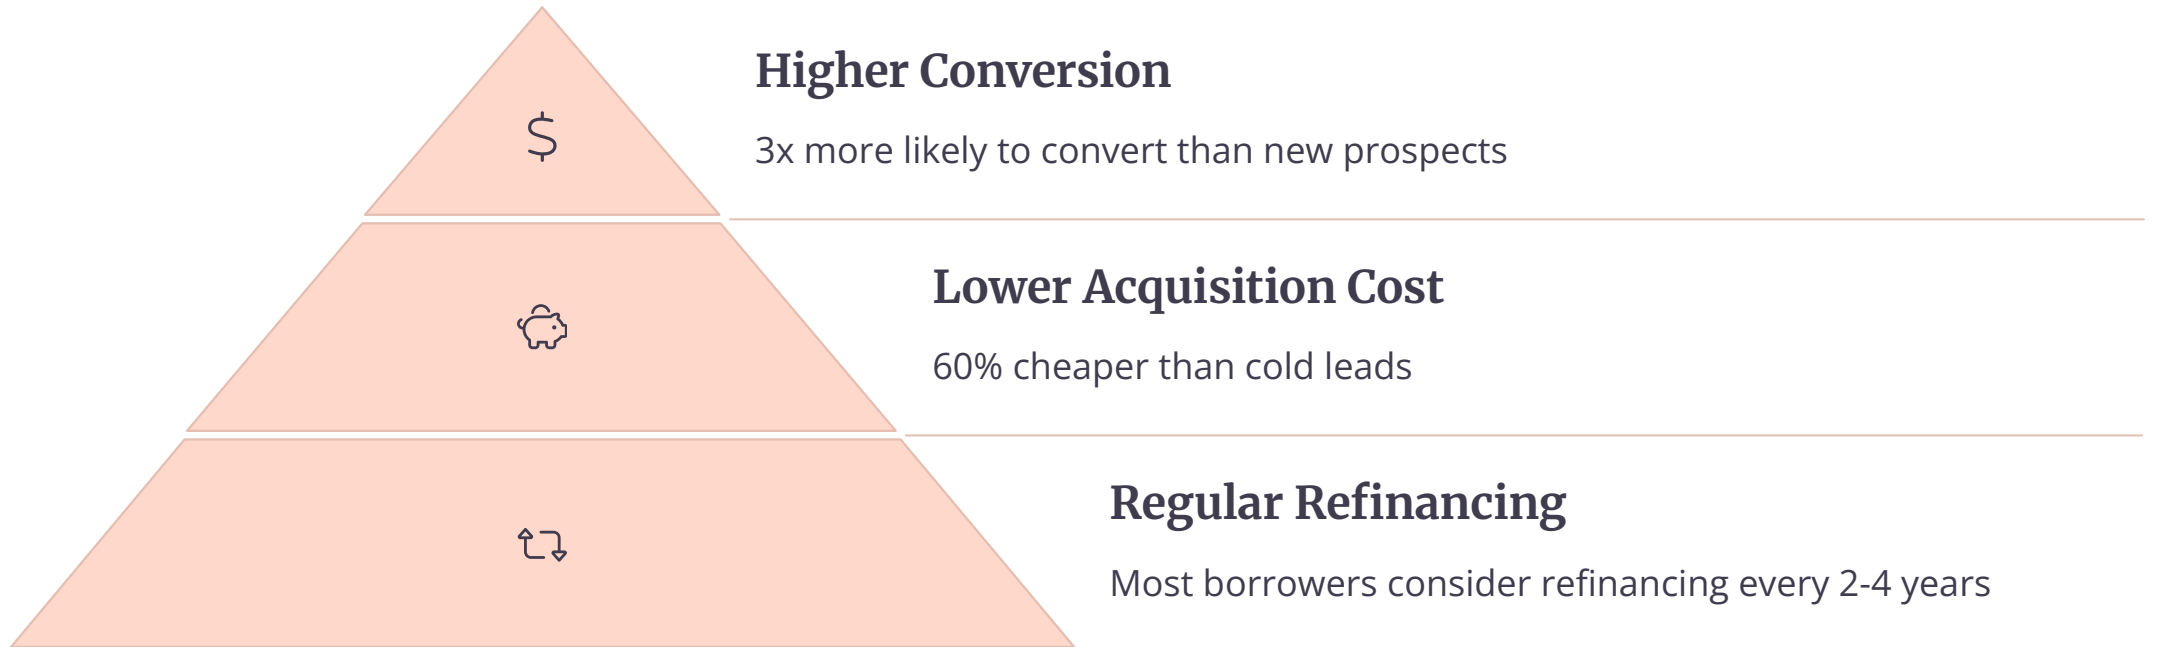 Higher Conversion
3x more likely to convert than new prospects
Lower Acquisition Cost
60% cheaper than cold leads
Regular Refinancing
Most borrowers consider refinancing every 2-4 years